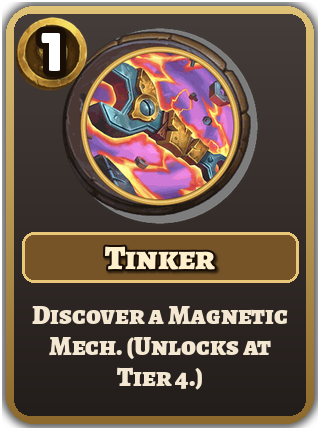 1
Tinker
Discover a Magnetic
Mech. (Unlocks at
Tier 4.)